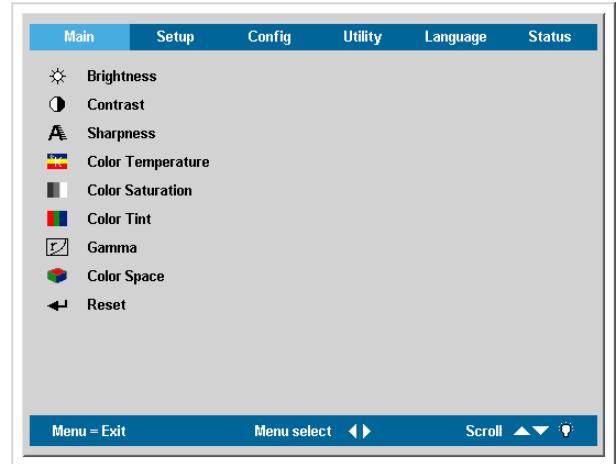 Main Setup Config Utility Language Status
Brightness
Contrast
Sharpness
Color Temperature
Color Saturation
Color Tint
Gamma
Color Space
Reset
Menu = Exit Menu select Scroll